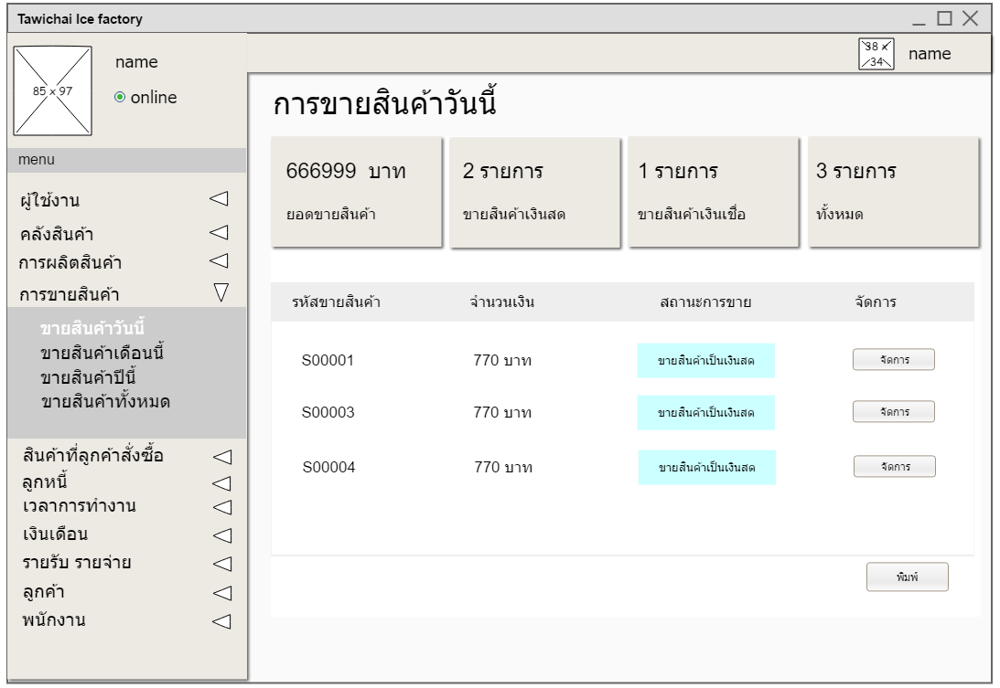 Tawichai Ice factory
85 x 97
name
online
38 x 34
name
menu
ผู้ใช้งาน
คลังสินค้า
การผลิตสินค้า
การขายสินค้า
ขายสินค้าวันนี้
ขายสินค้าเดือนนี้
ขายสินค้าปีนี้
ขายสินค้าทั้งหมด
สินค้าที่ลูกค้าสั่งซื้อ
ลูกหนี้
เวลาการทำงาน
เงินเดือน
รายรับ รายจ่าย
ลูกค้า
พนักงาน
การขายสินค้าวันนี้
666999 บาท
ยอดขายสินค้า
2 รายการ
ขายสินค้าเงินสด
1 รายการ
ขายสินค้าเงินเชื่อ
3 รายการ
ทั้งหมด
รหัสขายสินค้า จำนวนเงิน สถานะการขาย จัดการ
S00001 770 บาท ขายสินค้าเป็นเงินสด จัดการ
S00003 770 บาท ขายสินค้าเป็นเงินสด จัดการ
S00004 770 บาท ขายสินค้าเป็นเงินสด จัดการ
พิมพ์